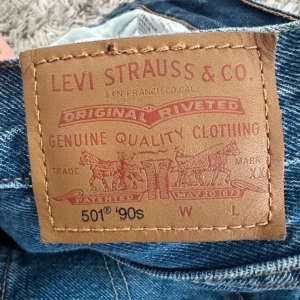 LEVI STRAUSS & CO.
SAN FRANCISCO, CAL.
ORIGINAL RIVETED
GENUINE QUALITY CLOTHING
TRADE MARK
XX
PATENTED MAY 20 1873
501® '90s W L